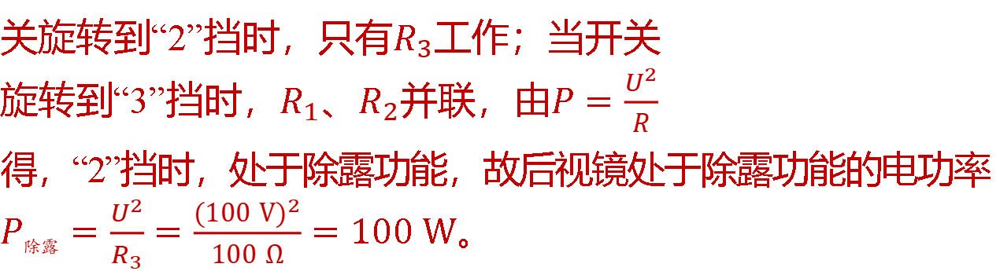 关旋转到“2”挡时，只有R₃工作；当开关
旋转到“3”挡时，R₁、R₂并联，由P = U²/R
得，“2”挡时，处于除露功能，故后视镜处于除露功能的电功率
P除露 = U²/R₃ = (100 V)²/100 Ω = 100 W。